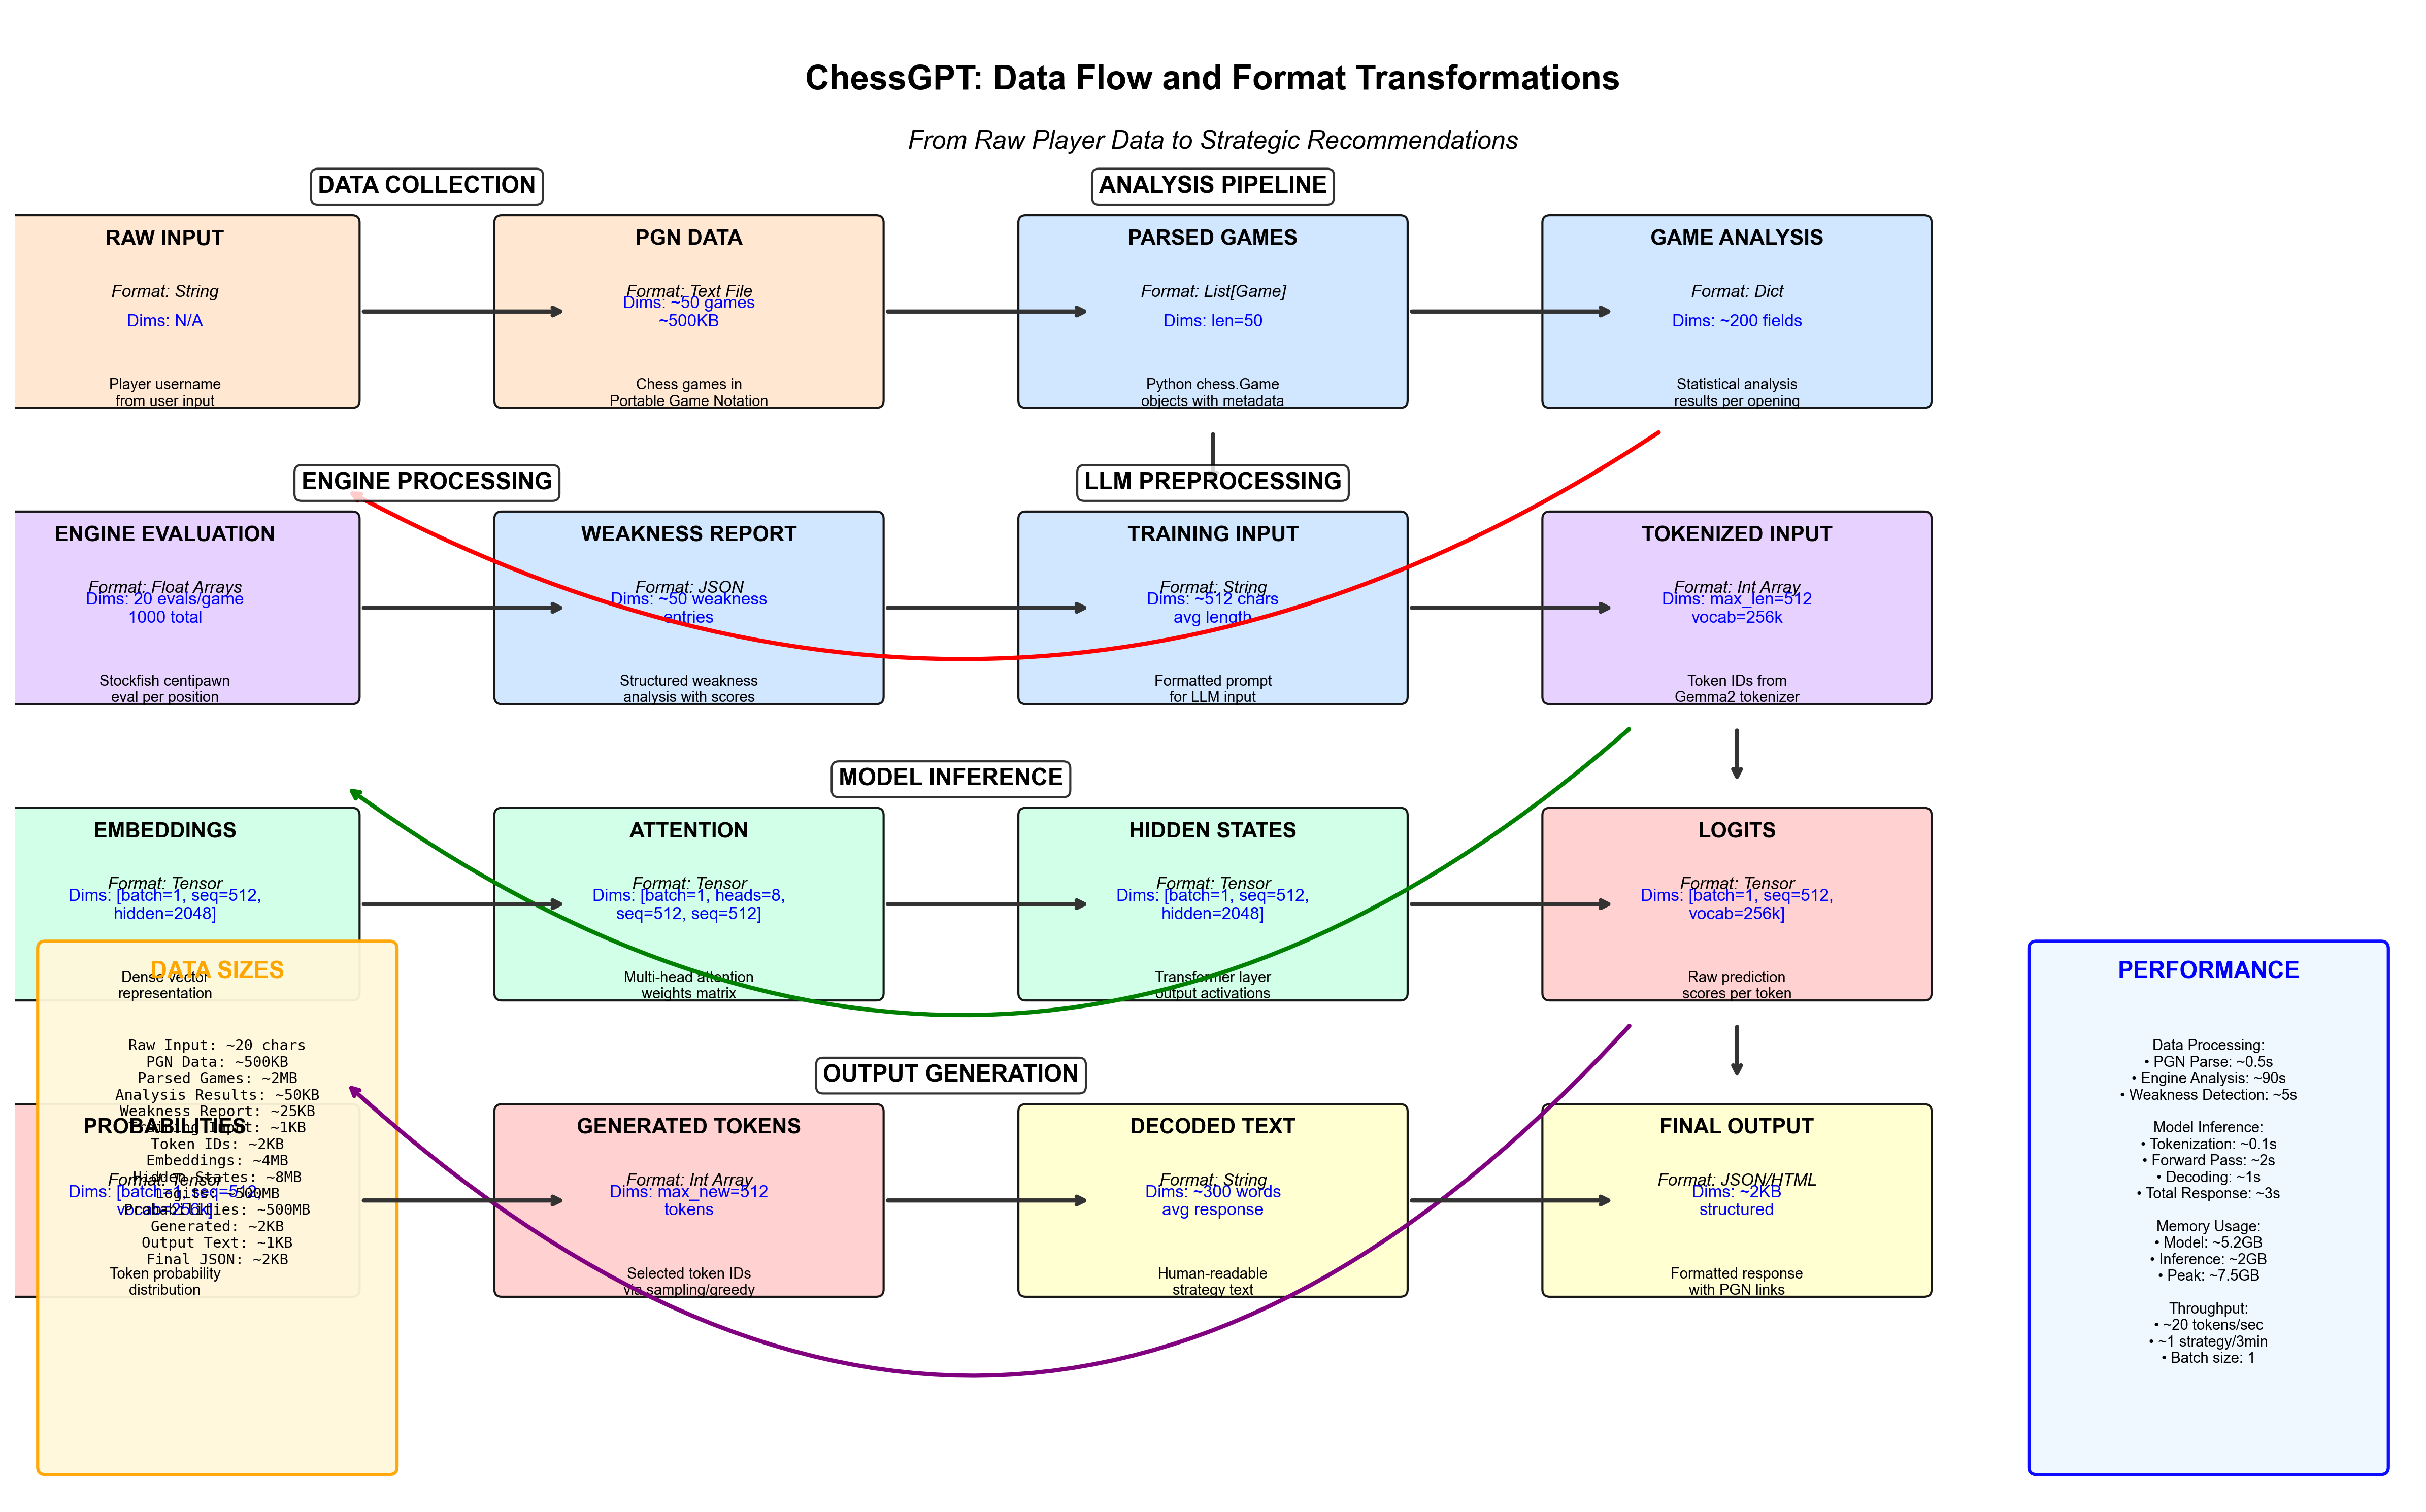 ChessGPT: Data Flow and Format Transformations
From Raw Player Data to Strategic Recommendations
DATA COLLECTION
ANALYSIS PIPELINE
RAW INPUT
Format: String
Dims: N/A
Player username
from user input
PGN DATA
Format: Text File
Dims: ~50 games
~500KB
Chess games in
Portable Game Notation
PARSED GAMES
Format: List[Game]
Dims: len=50
Python chess.Game
objects with metadata
GAME ANALYSIS
Format: Dict
Dims: ~200 fields
Statistical analysis
results per opening
ENGINE PROCESSING
LLM PREPROCESSING
ENGINE EVALUATION
Format: Float Arrays
Dims: 20 evals/game
1000 total
Stockfish centipawn
eval per position
WEAKNESS REPORT
Format: JSON
Dims: ~50 weakness
entries
Structured weakness
analysis with scores
TRAINING INPUT
Format: String
Dims: ~512 chars
avg length
Formatted prompt
for LLM input
TOKENIZED INPUT
Format: Int Array
Dims: max_len=512
vocab=256k
Token IDs from
Gemma2 tokenizer
MODEL INFERENCE
EMBEDDINGS
Format: Tensor
Dims: [batch=1, seq=512,
hidden=2048]
Dense vector
representation
ATTENTION
Format: Tensor
Dims: [batch=1, heads=8,
seq=512, seq=512]
Multi-head attention
weights matrix
HIDDEN STATES
Format: Tensor
Dims: [batch=1, seq=512,
hidden=2048]
Transformer layer
output activations
LOGITS
Format: Tensor
Dims: [batch=1, seq=512,
vocab=256k]
Raw prediction
scores per token
OUTPUT GENERATION
PROBABILITIES
Format: Tensor
Dims: [batch=1, seq=512,
vocab=256k]
Token probability
distribution
GENERATED TOKENS
Format: Int Array
Dims: max_new=512
tokens
Selected token IDs
via sampling/greedy
DECODED TEXT
Format: String
Dims: ~300 words
avg response
Human-readable
strategy text
FINAL OUTPUT
Format: JSON/HTML
Dims: ~2KB
structured
Formatted response
with PGN links
DATA SIZES
Raw Input: ~20 chars
PGN Data: ~500KB
Parsed Games: ~2MB
Analysis Results: ~50KB
Weakness Report: ~25KB
Training Input: ~1KB
Token IDs: ~2KB
Embeddings: ~4MB
Hidden States: ~8MB
Logits: ~500MB
Probabilities: ~500MB
Generated: ~2KB
Output Text: ~1KB
Final JSON: ~2KB
PERFORMANCE
Data Processing:
• PGN Parse: ~0.5s
• Engine Analysis: ~90s
• Weakness Detection: ~5s
Model Inference:
• Tokenization: ~0.1s
• Forward Pass: ~2s
• Decoding: ~1s
• Total Response: ~3s
Memory Usage:
• Model: ~5.2GB
• Inference: ~2GB
• Peak: ~7.5GB
Throughput:
• ~20 tokens/sec
• ~1 strategy/3min
• Batch size: 1